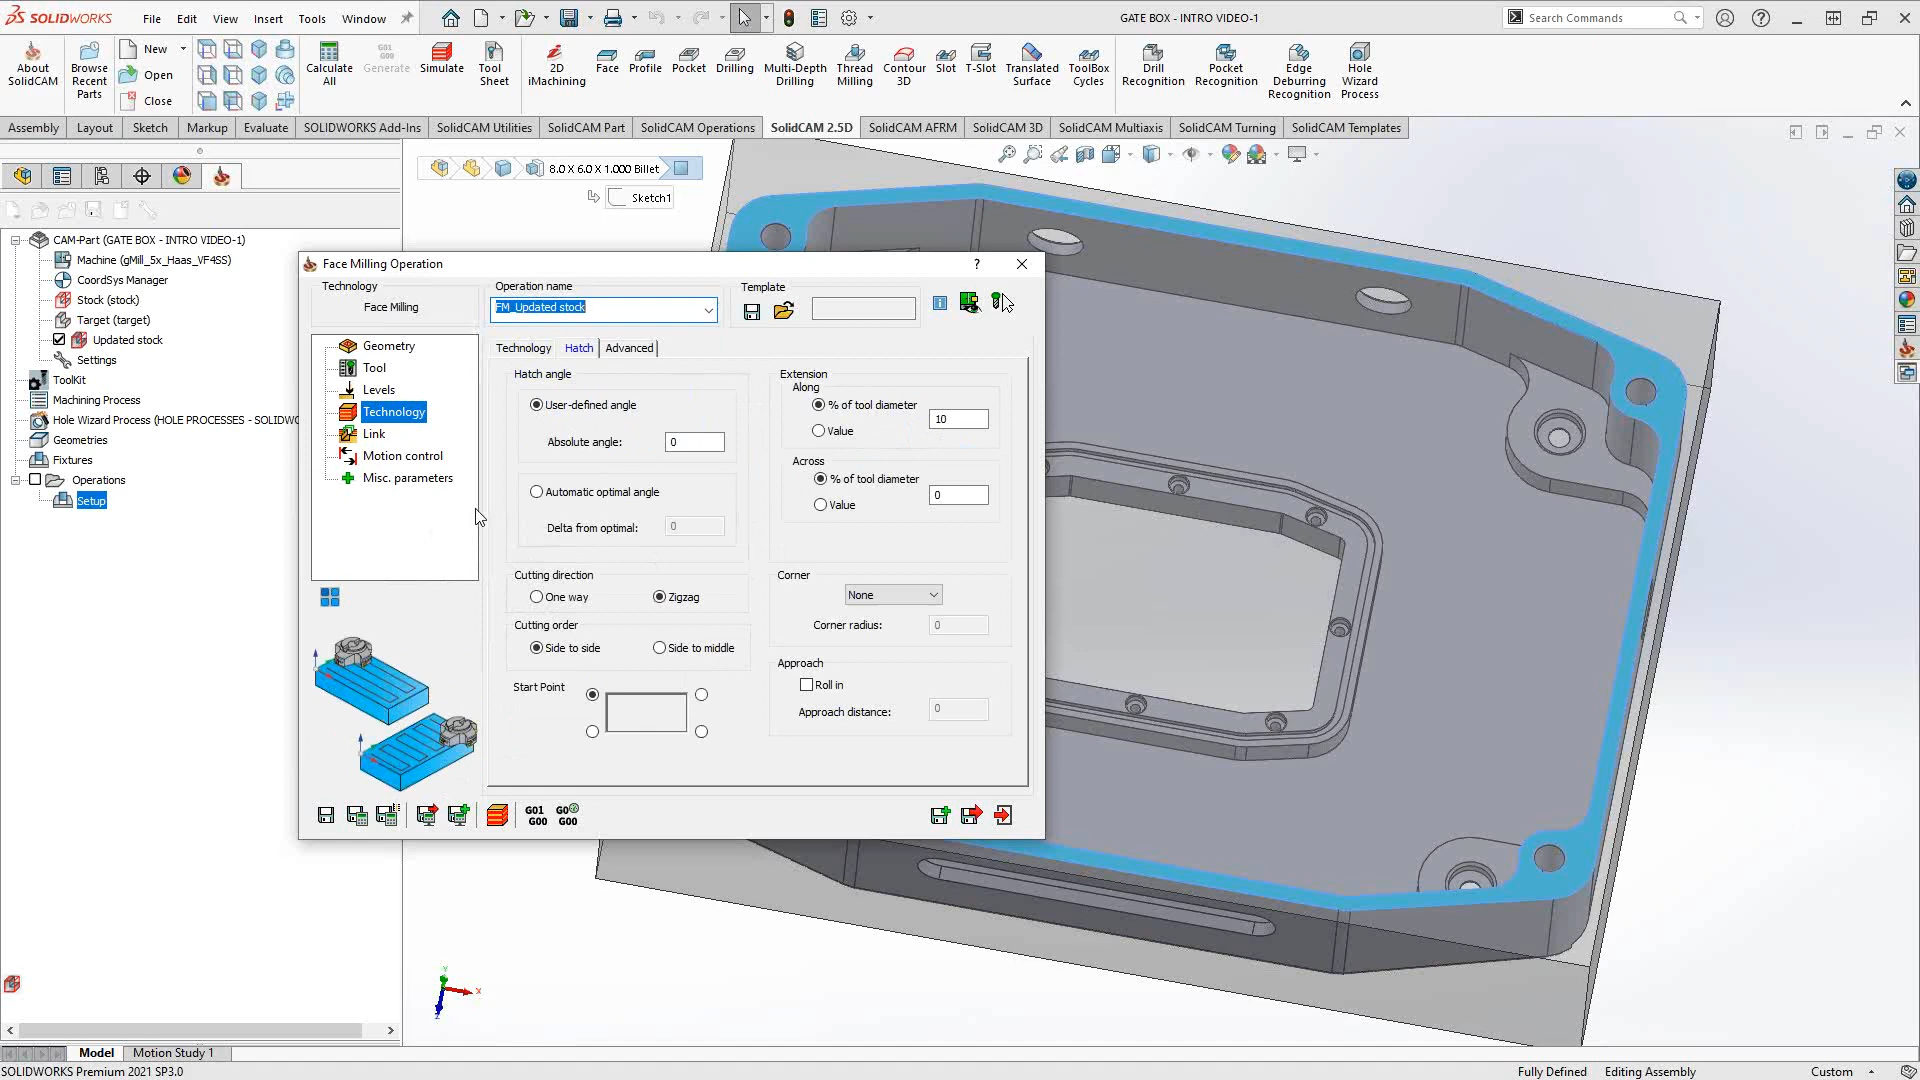 SOLIDWORKS File Edit View Insert Tools Window
GATE BOX - INTRO VIDEO-1
Search Commands
About SolidCAM
Browse Recent Parts
New
Open
Close
Calculate All
G01 G00 Generate
Simulate
Tool Sheet
2D iMachining
Face
Profile
Pocket
Drilling
Multi-Depth Drilling
Thread Milling
Contour 3D
Slot
T-Slot
Translated Surface
ToolBox Cycles
Drill Recognition
Pocket Recognition
Edge Deburing Recognition
Hole Wizard Process
Assembly Layout Sketch Markup Evaluate SOLIDWORKS Add-Ins SolidCAM Utilities SolidCAM Part SolidCAM Operations SolidCAM 2.5D SolidCAM AFRM SolidCAM 3D SolidCAM Multiaxis SolidCAM Turning SolidCAM Templates
8.0 X 6.0 X 1.000 Billet
Sketch1
CAM-Part (GATE BOX - INTRO VIDEO-1)
Machine (gMill_5x_Haas_VF4SS)
CoordSys Manager
Stock (stock)
Target (target)
Updated stock
Settings
ToolKit
Machining Process
Hole Wizard Process (HOLE PROCESSES - SOLIDWO
Geometries
Fixtures
Operations
Setup
Face Milling Operation
?
Technology
Face Milling
Operation name
FM_Updated stock
Template
Geometry
Tool
Levels
Technology
Link
Motion control
Misc. parameters
Technology Hatch Advanced
Hatch angle
User-defined angle
Absolute angle: 0
Automatic optimal angle
Delta from optimal: 0
Cutting direction
One way Zigzag
Cutting order
Side to side Side to middle
Start Point
Extension
Along
% of tool diameter 10
Value
Across
% of tool diameter 0
Value
Corner
None
Corner radius: 0
Approach
Roll in
Approach distance: 0
G01 G00
G00
Y
X
Z
Model Motion Study 1
SOLIDWORKS Premium 2021 SP3.0
Fully Defined Editing Assembly Custom